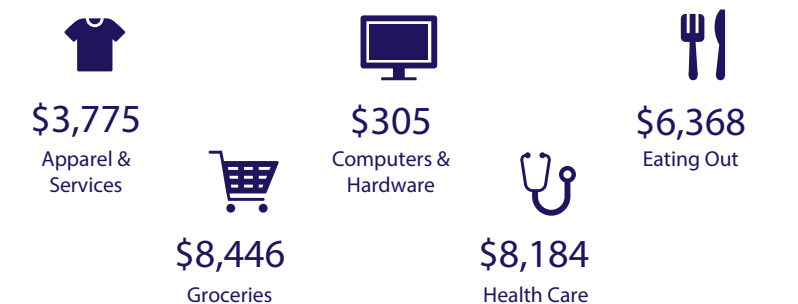 $3,775
Apparel &
Services
$8,446
Groceries
$305
Computers &
Hardware
$8,184
Health Care
$6,368
Eating Out